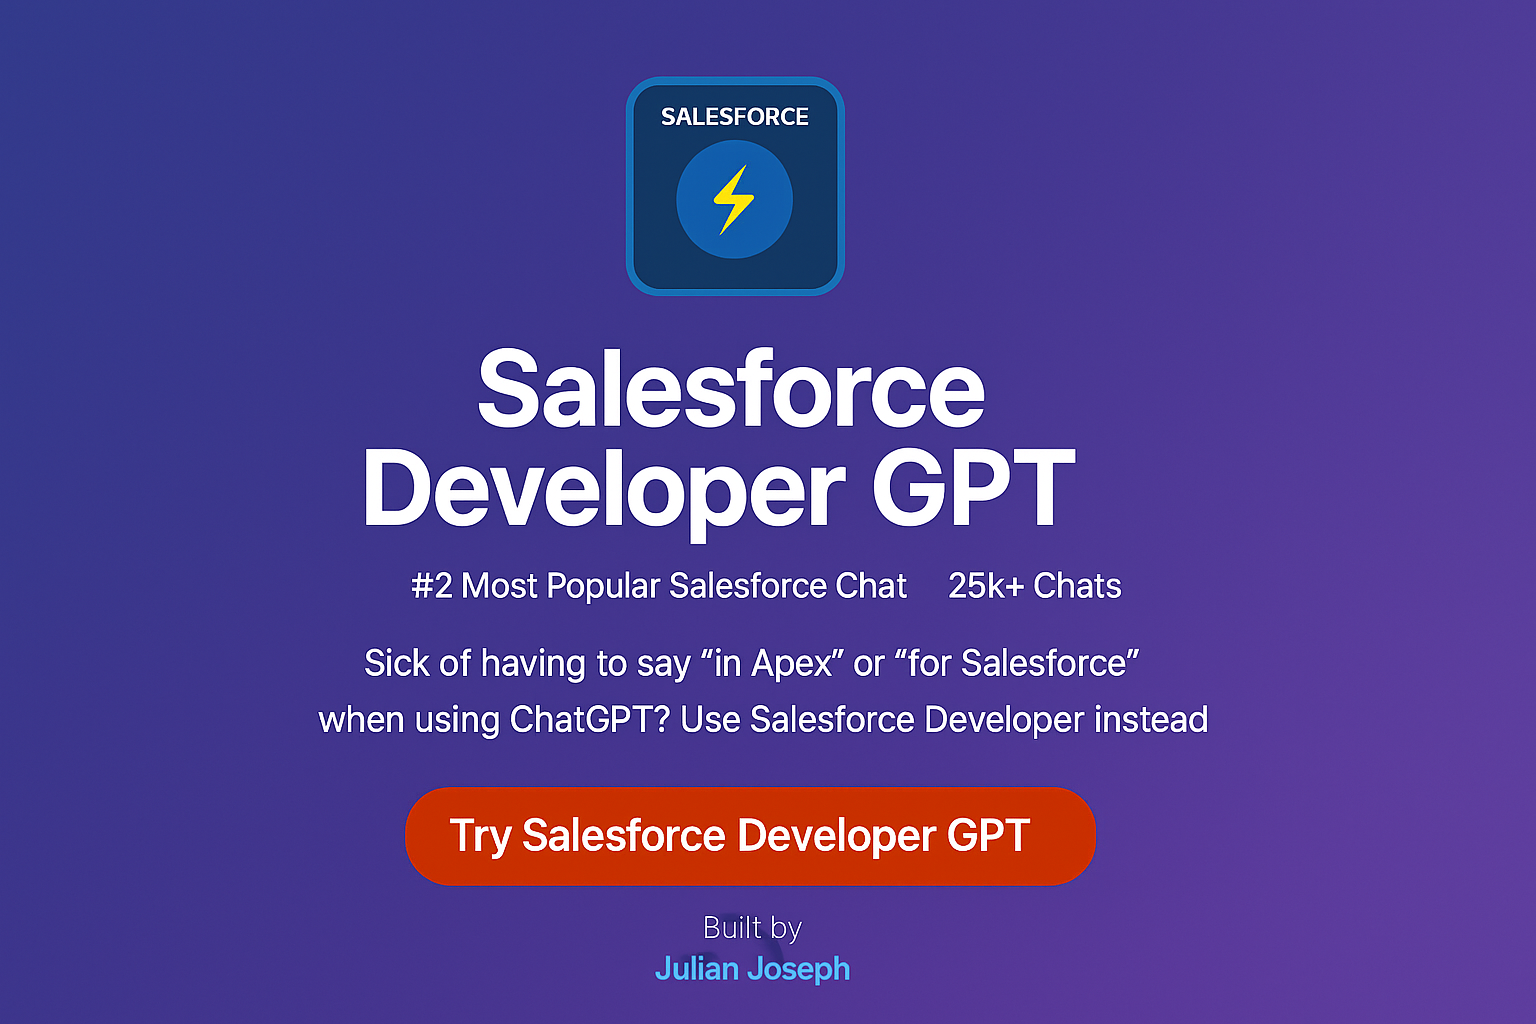 SALESFORCE
Salesforce
Developer GPT
#2 Most Popular Salesforce Chat 25k+ Chats
Sick of having to say “in Apex” or “for Salesforce”
when using ChatGPT? Use Salesforce Developer instead
Try Salesforce Developer GPT
Built by
Julian Joseph